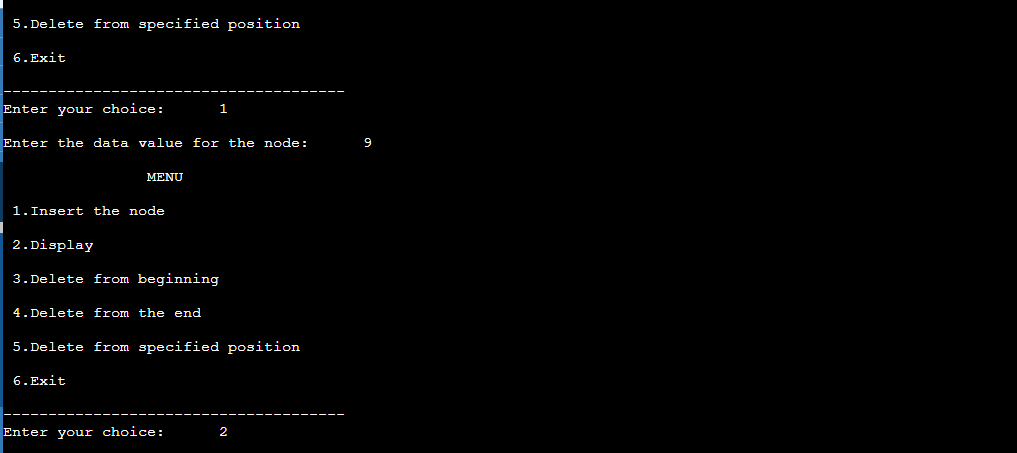 5.Delete from specified position
6.Exit
--------------------------------------
Enter your choice: 1
Enter the data value for the node: 9
MENU
1.Insert the node
2.Display
3.Delete from beginning
4.Delete from the end
5.Delete from specified position
6.Exit
--------------------------------------
Enter your choice: 2